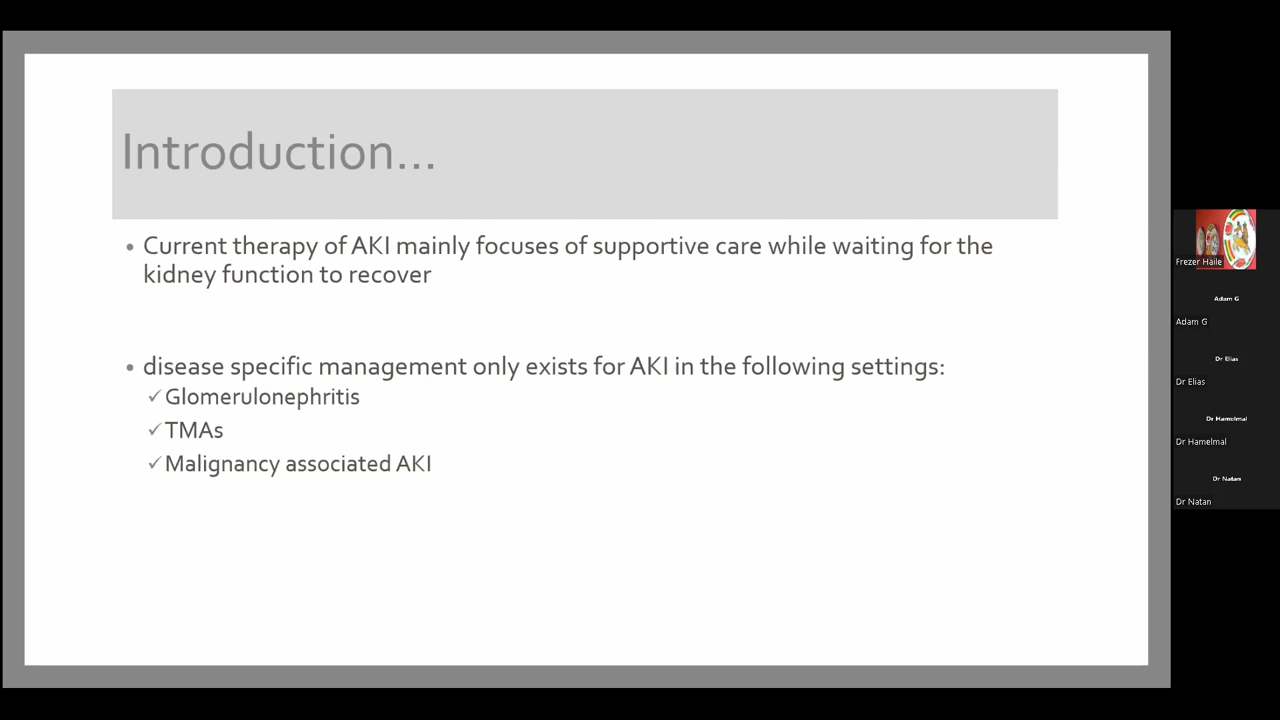 Introduction...
• Current therapy of AKI mainly focuses of supportive care while waiting for the
kidney function to recover
• disease specific management only exists for AKI in the following settings:
✓ Glomerulonephritis
✓ TMAs
✓ Malignancy associated AKI
Frezer Haile
Adam G
Adam G
Dr Elias
Dr Elias
Dr Hamelmal
Dr Hamelmal
Dr Natan
Dr Natan